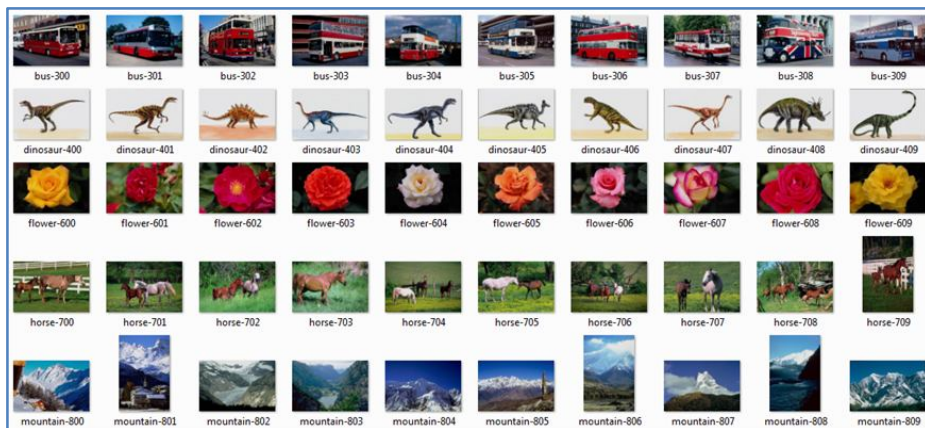 bus-300 bus-301 bus-302 bus-303 bus-304 bus-305 bus-306 bus-307 bus-308 bus-309
dinosaur-400 dinosaur-401 dinosaur-402 dinosaur-403 dinosaur-404 dinosaur-405 dinosaur-406 dinosaur-407 dinosaur-408 dinosaur-409
flower-600 flower-601 flower-602 flower-603 flower-604 flower-605 flower-606 flower-607 flower-608 flower-609
horse-700 horse-701 horse-702 horse-703 horse-704 horse-705 horse-706 horse-707 horse-708 horse-709
mountain-800 mountain-801 mountain-802 mountain-803 mountain-804 mountain-805 mountain-806 mountain-807 mountain-808 mountain-809